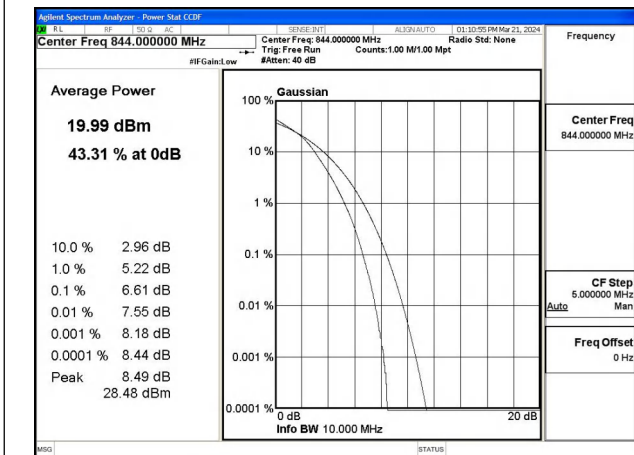 Agilent Spectrum Analyzer - Power Stat CCDF
RL RF 50 Ω AC SENSE:INT ALIGN AUTO 01:10:55 PM Mar 21, 2024
Center Freq 844.000000 MHz
Center Freq: 844.000000 MHz Radio Std: None
Trig: Free Run Counts:1.00 M/1.00 Mpt
#IFGain:Low #Atten: 40 dB
Average Power
19.99 dBm
43.31 % at 0dB
10.0 % 2.96 dB
1.0 % 5.22 dB
0.1 % 6.61 dB
0.01 % 7.55 dB
0.001 % 8.18 dB
0.0001 % 8.44 dB
Peak 8.49 dB
28.48 dBm
Gaussian
100 %
10 %
1 %
0.1 %
0.01 %
0.001 %
0.0001 %
0 dB 20 dB
Info BW 10.000 MHz
Frequency
Center Freq
844.000000 MHz
CF Step
5.000000 MHz
Auto Man
Freq Offset
0 Hz
MSG STATUS